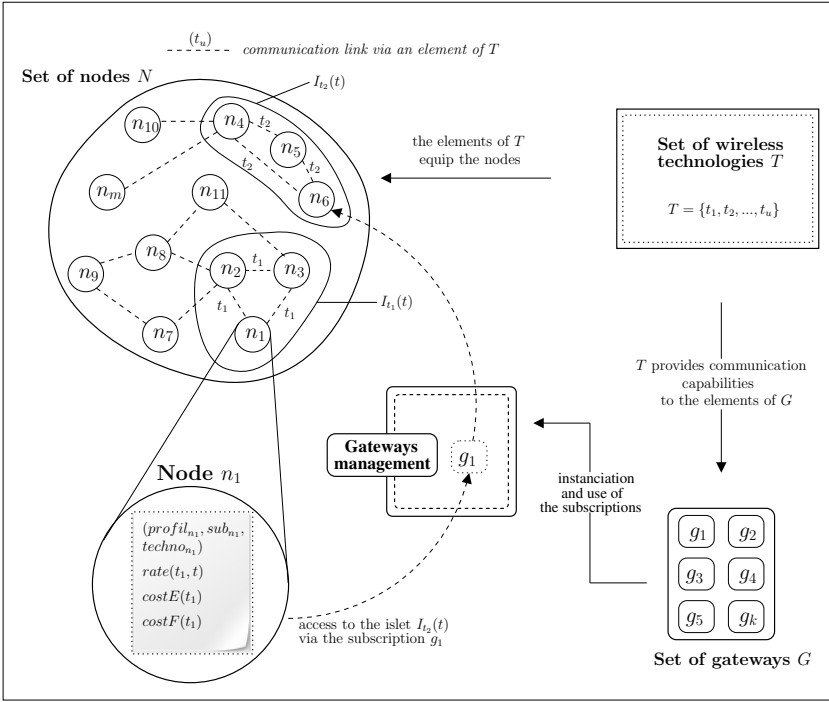 (t_u)
communication link via an element of T
Set of nodes N
I_{t_2}(t)
n_{10}
n_4
t_2
n_5
t_2
t_2
n_6
n_m
n_{11}
n_8
n_9
n_2
t_1
n_3
t_1
t_1
n_7
n_1
I_{t_1}(t)
the elements of T
equip the nodes
Set of wireless
technologies T
T = {t_1, t_2, ..., t_u}
T provides communication
capabilities
to the elements of G
Gateways
management
g_1
instanciation
and use of
the subscriptions
Node n_1
(profil_{n_1}, sub_{n_1},
techno_{n_1})
rate(t_1, t)
costE(t_1)
costF(t_1)
access to the islet I_{t_2}(t)
via the subscription g_1
g_1 g_2
g_3 g_4
g_5 g_k
Set of gateways G